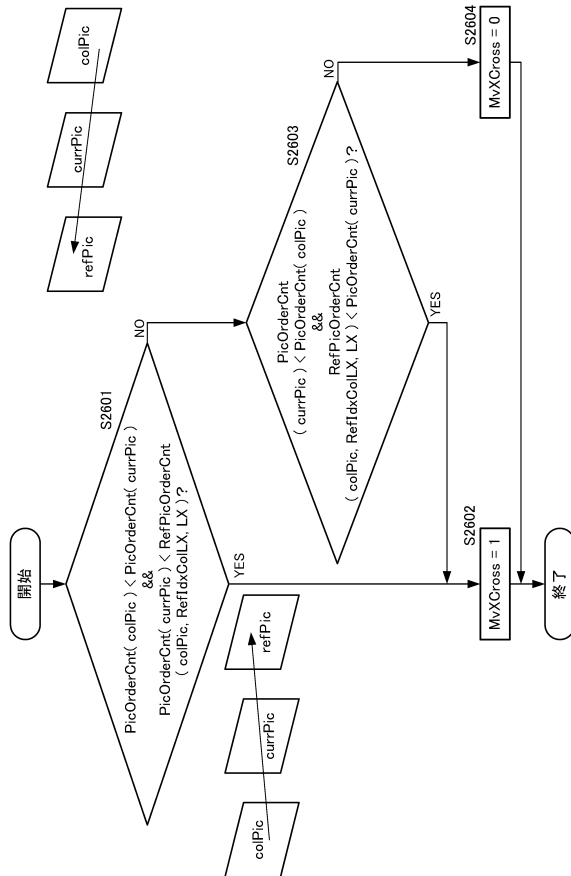 開始
S2601
PicOrderCnt( colPic ) < PicOrderCnt( currPic )
&&
PicOrderCnt( currPic ) < RefPicOrderCnt
( colPic, RefIdxColLX, LX ) ?
NO
YES
colPic
currPic
refPic
refPic
currPic
colPic
S2603
PicOrderCnt
( currPic ) < PicOrderCnt( colPic )
&&
RefPicOrderCnt
( colPic, RefIdxColLX, LX ) < PicOrderCnt( currPic ) ?
NO
YES
S2602
MvXCross = 1
S2604
MvXCross = 0
終了